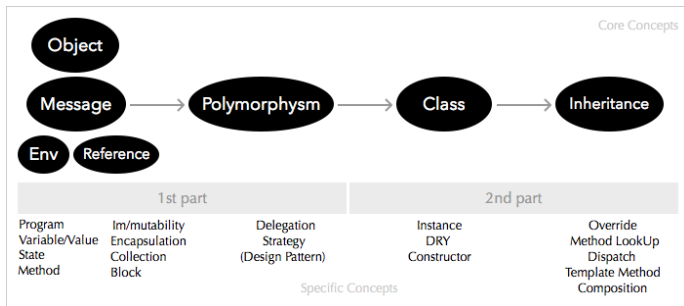 Core Concepts
Object
Message
Polymorphysm
Class
Inheritance
Env
Reference
1st part
2nd part
Program
Variable/Value
State
Method
Im/mutability
Encapsulation
Collection
Block
Delegation
Strategy
(Design Pattern)
Instance
DRY
Constructor
Override
Method LookUp
Dispatch
Template Method
Composition
Specific Concepts